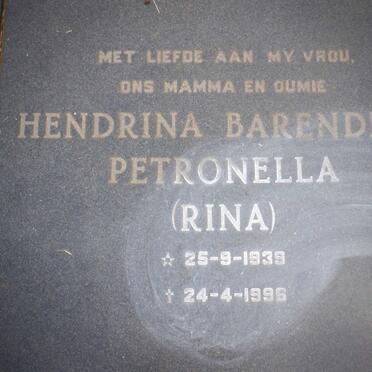 MET LIEFDE AAN MY VROU,
ONS MAMMA EN OUMIE
HENDRINA BAREND
PETRONELLA
(RINA)
☆ 25-9-1939
† 24-4-1996